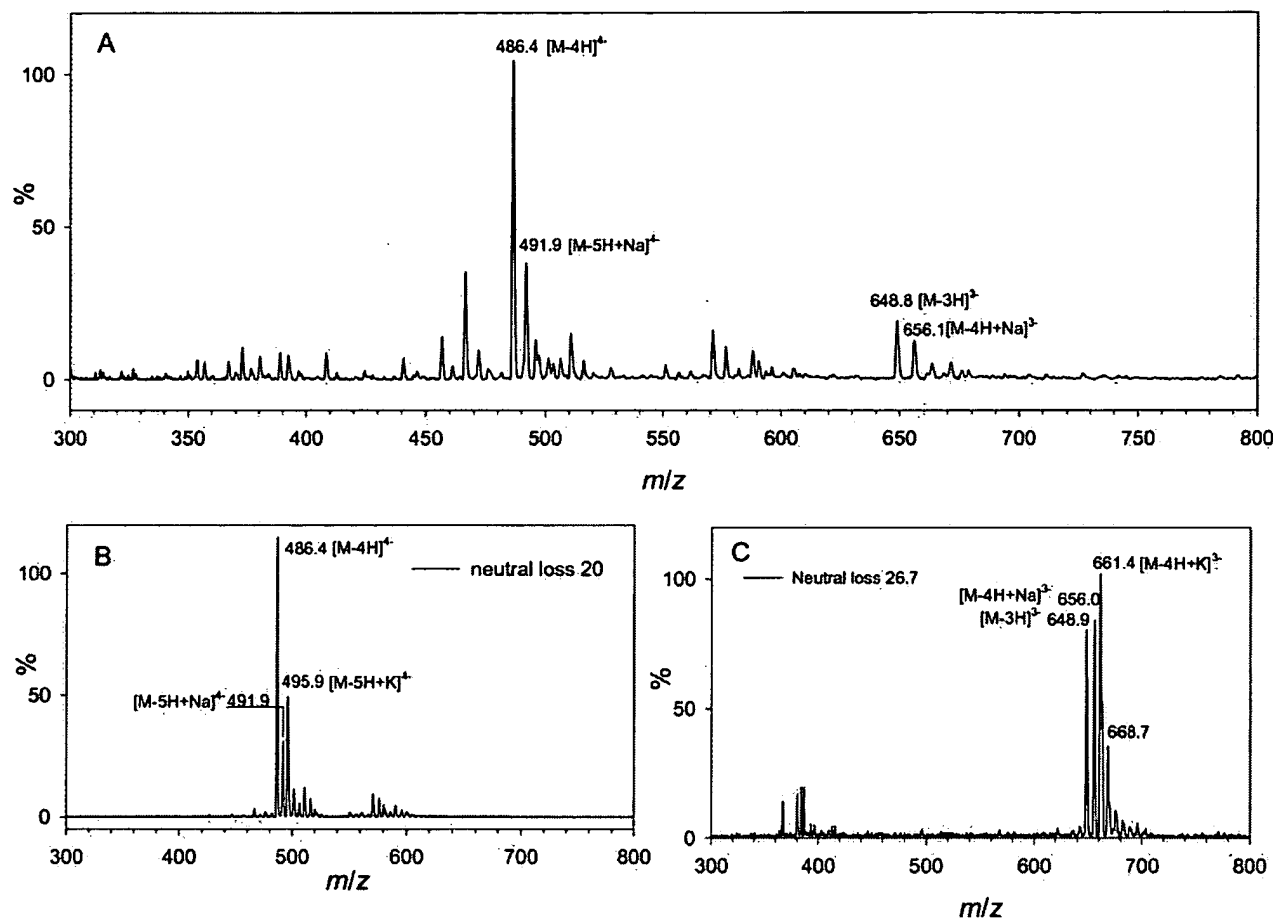 A
486.4 [M-4H]4-
491.9 [M-5H+Na]4-
648.8 [M-3H]3-
656.1[M-4H+Na]3-
100
50
0
%
300 350 400 450 500 550 600 650 700 750 800
m/z
B
486.4 [M-4H]4-
neutral loss 20
495.9 [M-5H+K]4-
[M-5H+Na]4- 491.9
100
50
0
%
300 400 500 600 700 800
m/z
C
Neutral loss 26.7
661.4 [M-4H+K]3-
[M-4H+Na]3- 656.0
[M-3H]3- 648.9
668.7
100
50
0
%
300 400 500 600 700 800
m/z